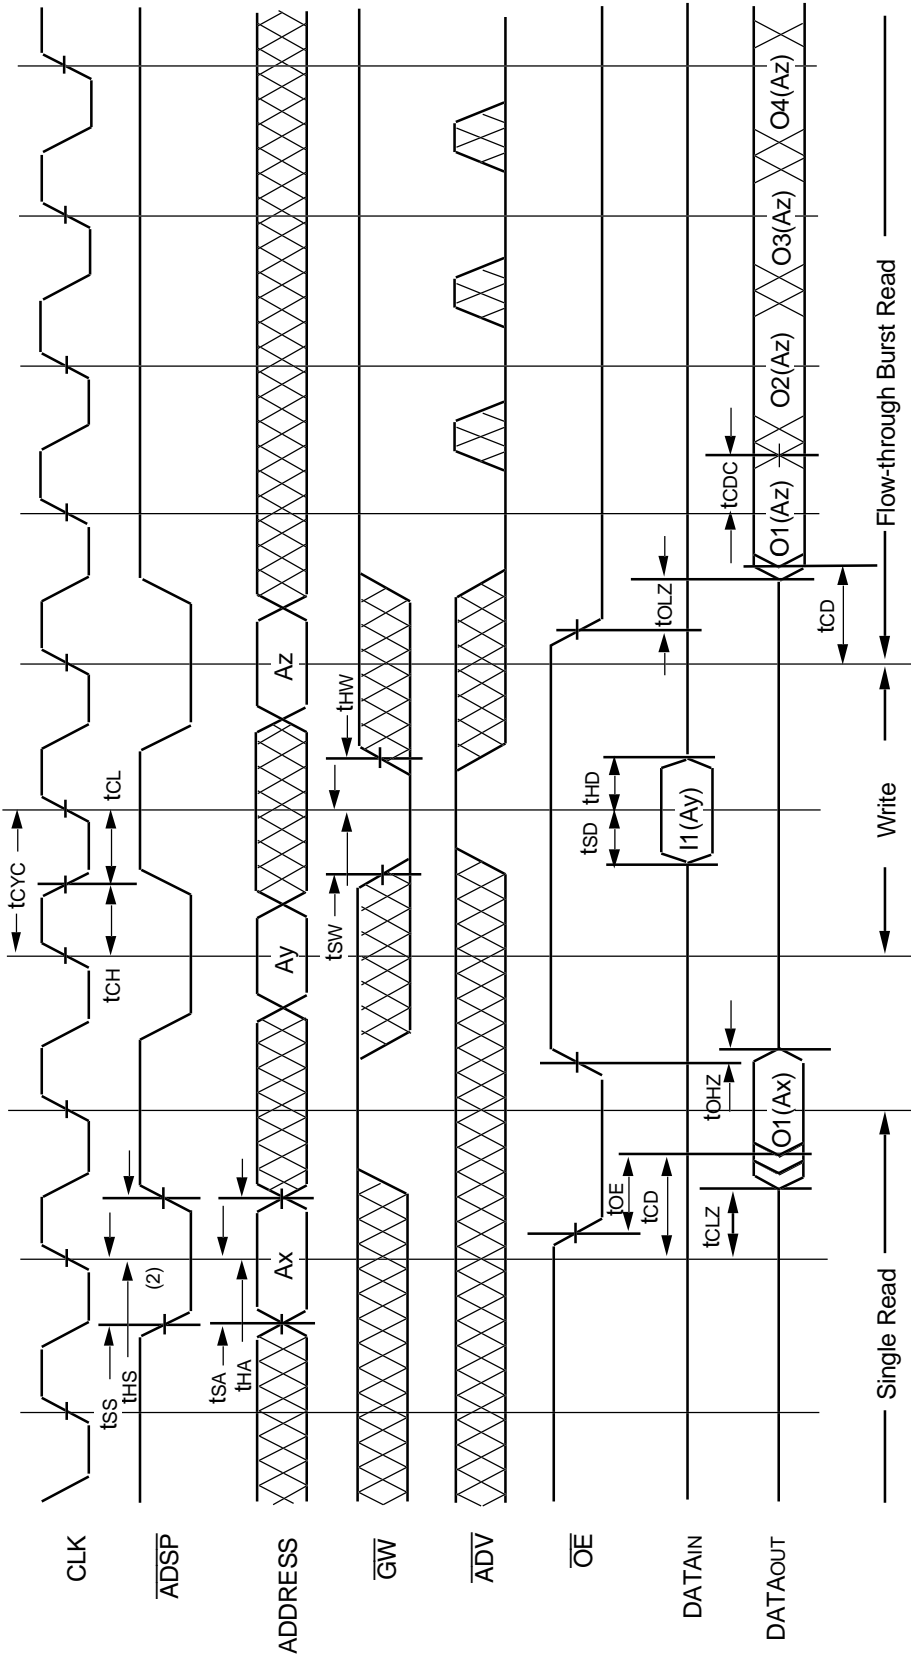 CLK
tCYC
tSS
tHS
(2)
tCH
tCL
ADSP
ADDRESS
tSA
tHA
Ax
Ay
Az
GW
tSW
tHW
ADV
OE
tOE
tCD
tOHZ
tOLZ
DATAIN
tSD
tHD
I1(Ay)
DATAOUT
tCLZ
O1(Ax)
tCDC
O1(Az)
O2(Az)
O3(Az)
O4(Az)
tCD
Single Read
Write
Flow-through Burst Read